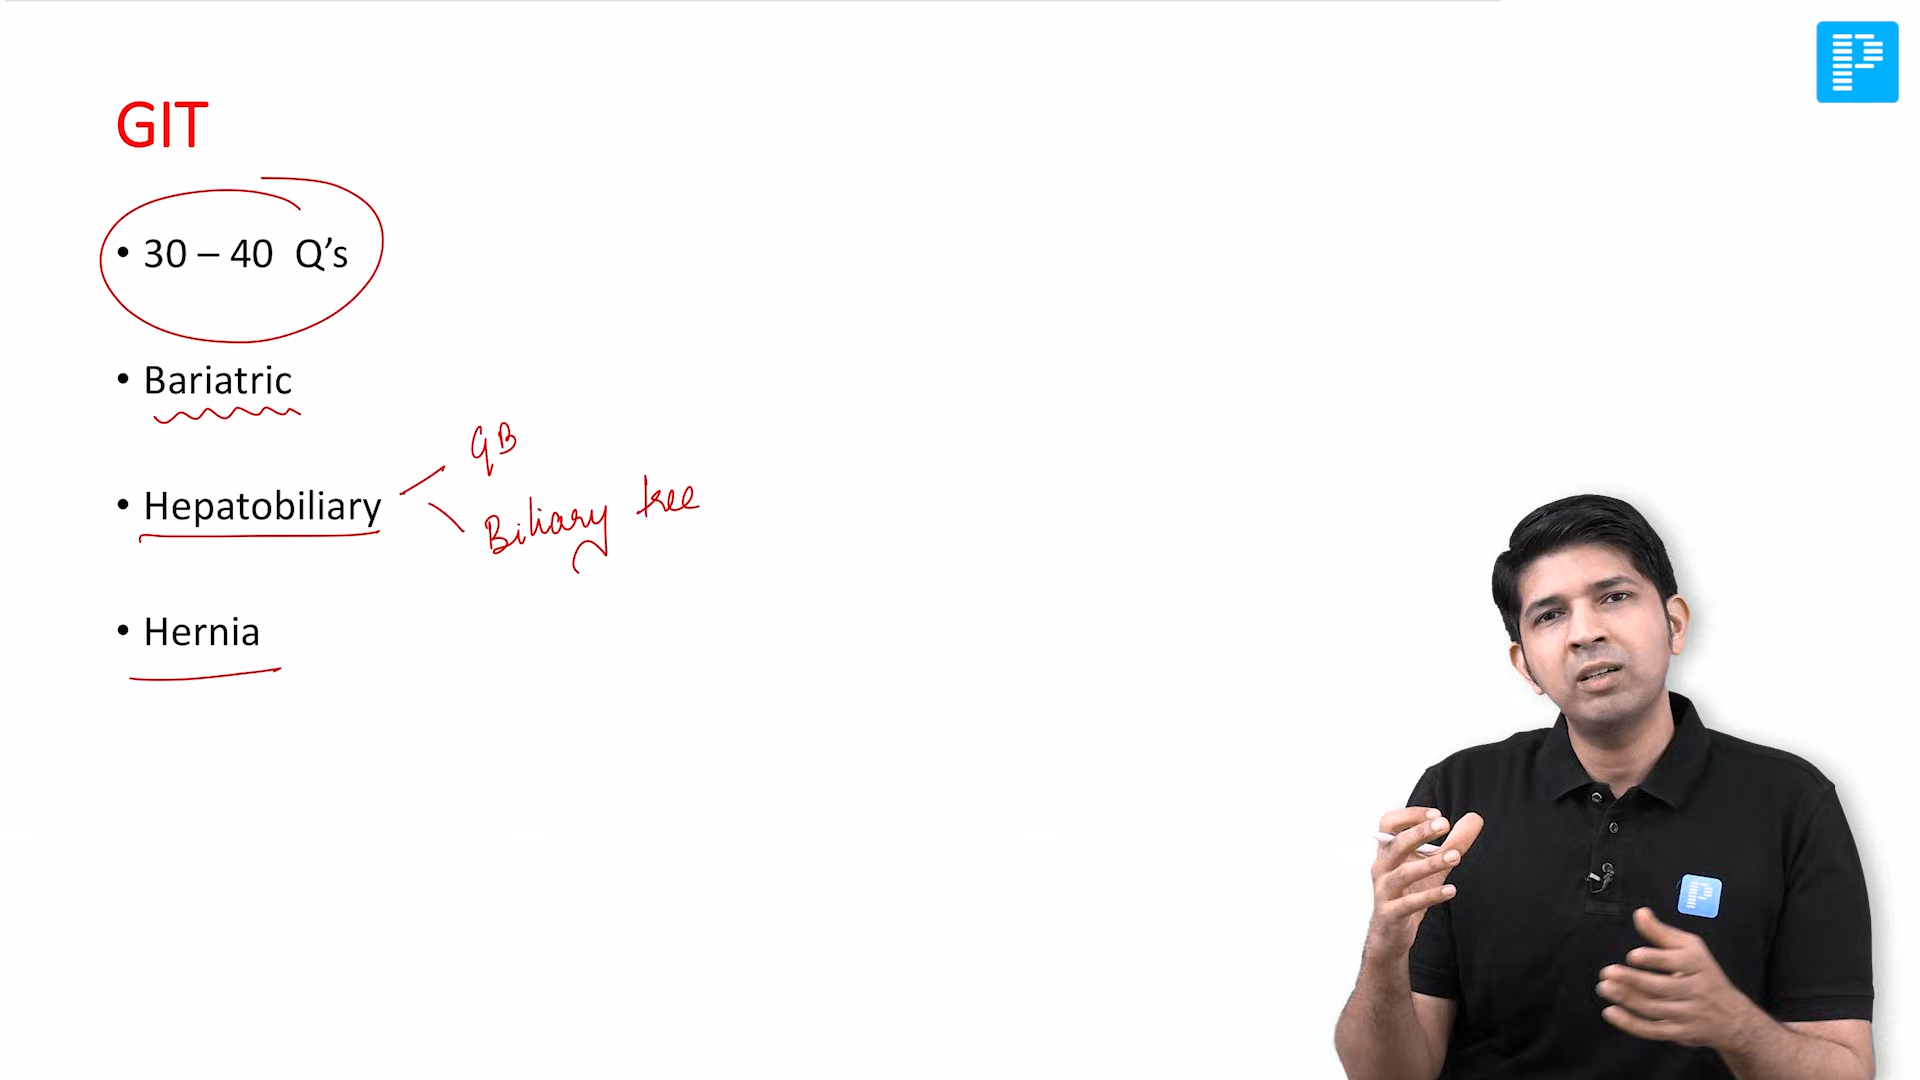 GIT
• 30 – 40 Q's
• Bariatric
GB
• Hepatobiliary
Biliary tree
• Hernia